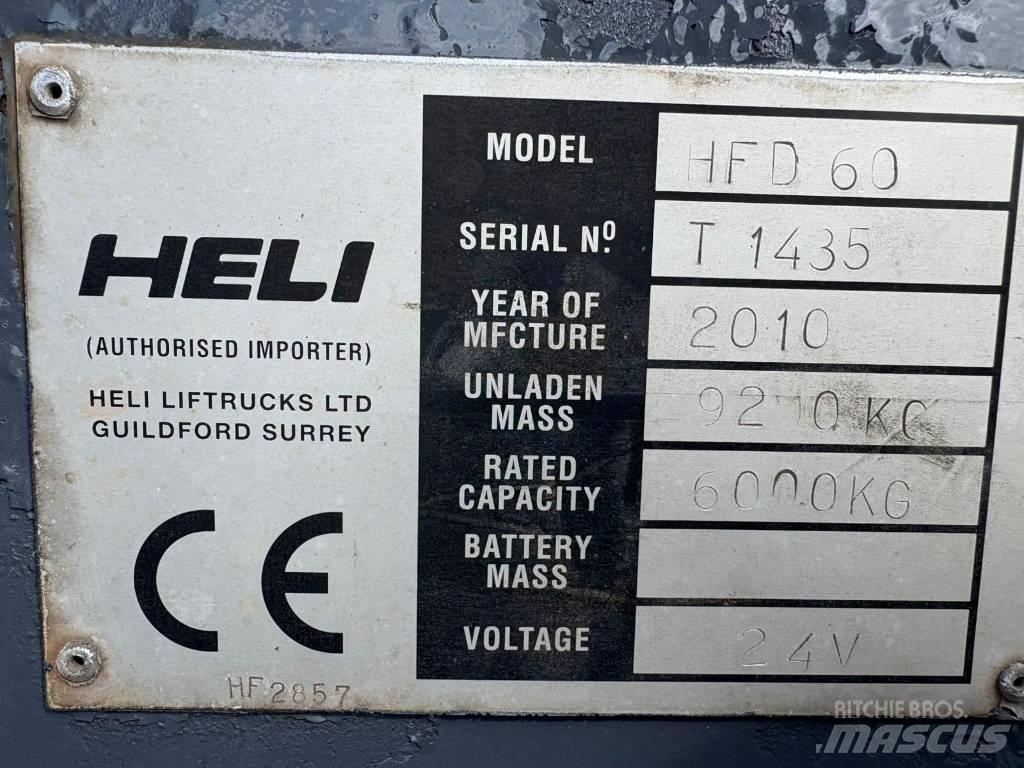 HELI
(AUTHORISED IMPORTER)
HELI LIFTRUCKS LTD
GUILDFORD SURREY
CE
HF2857
MODEL HFD 60
SERIAL Nº T 1435
YEAR OF
MFCTURE 2010
UNLADEN
MASS
RATED
CAPACITY 6000KG
BATTERY
MASS
VOLTAGE 24V
RITCHIE BROS.
MASCUS